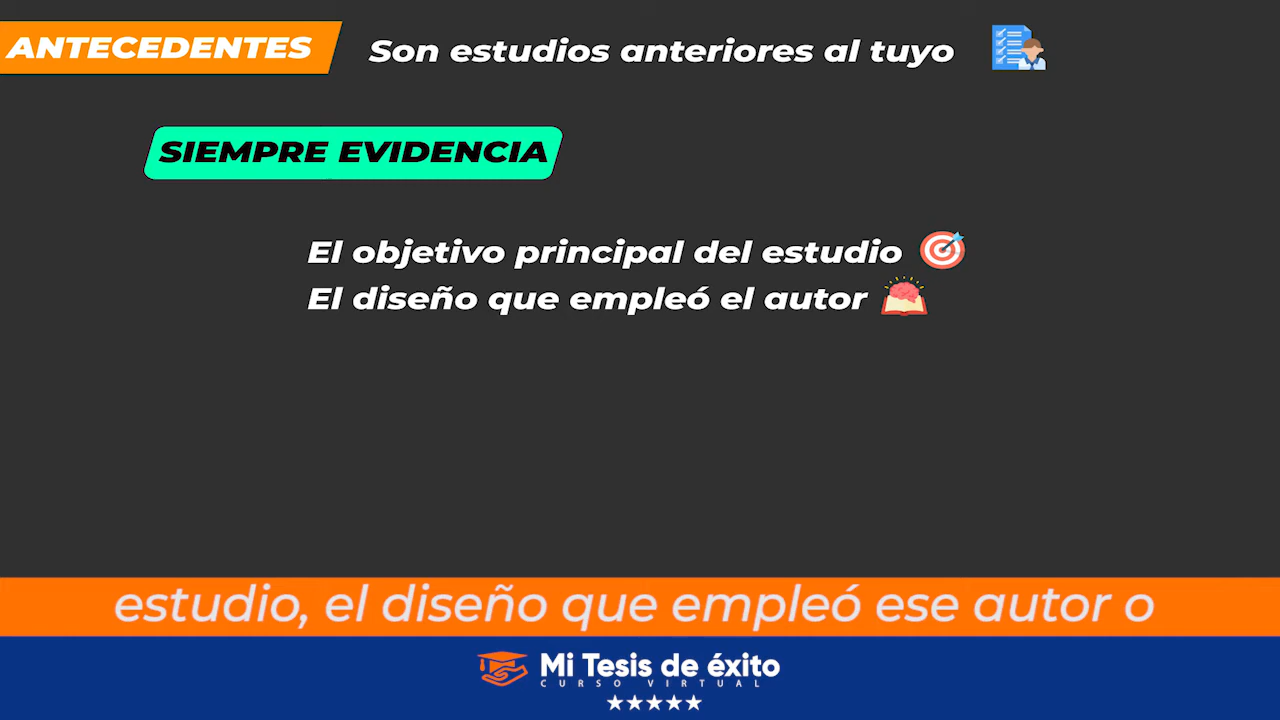 ANTECEDENTES
Son estudios anteriores al tuyo
SIEMPRE EVIDENCIA
El objetivo principal del estudio
El diseño que empleó el autor
estudio, el diseño que empleó ese autor o
Mi Tesis de éxito
CURSO VIRTUAL